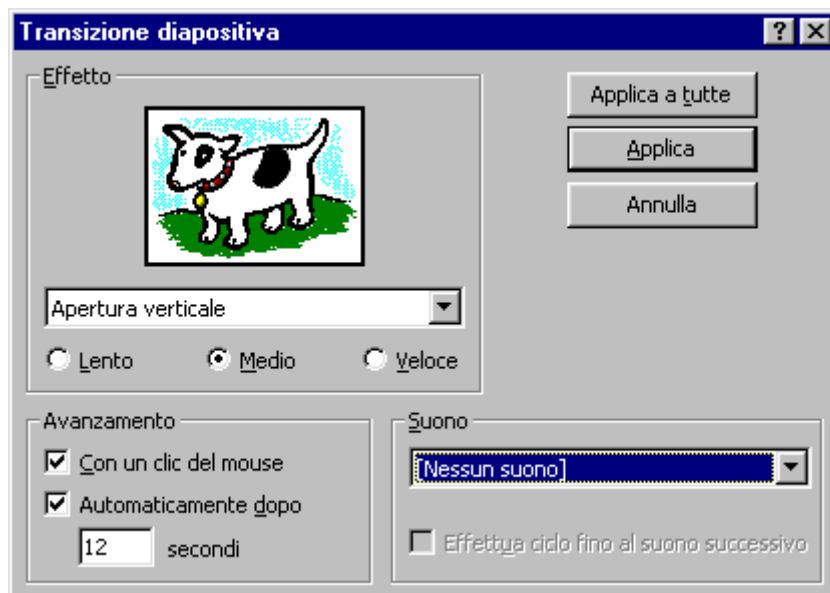 Transizione diapositiva
Effetto
Apertura verticale
Lento Medio Veloce
Applica a tutte
Applica
Annulla
Avanzamento
Con un clic del mouse
Automaticamente dopo
12 secondi
Suono
[Nessun suono]
Effettua ciclo fino al suono successivo